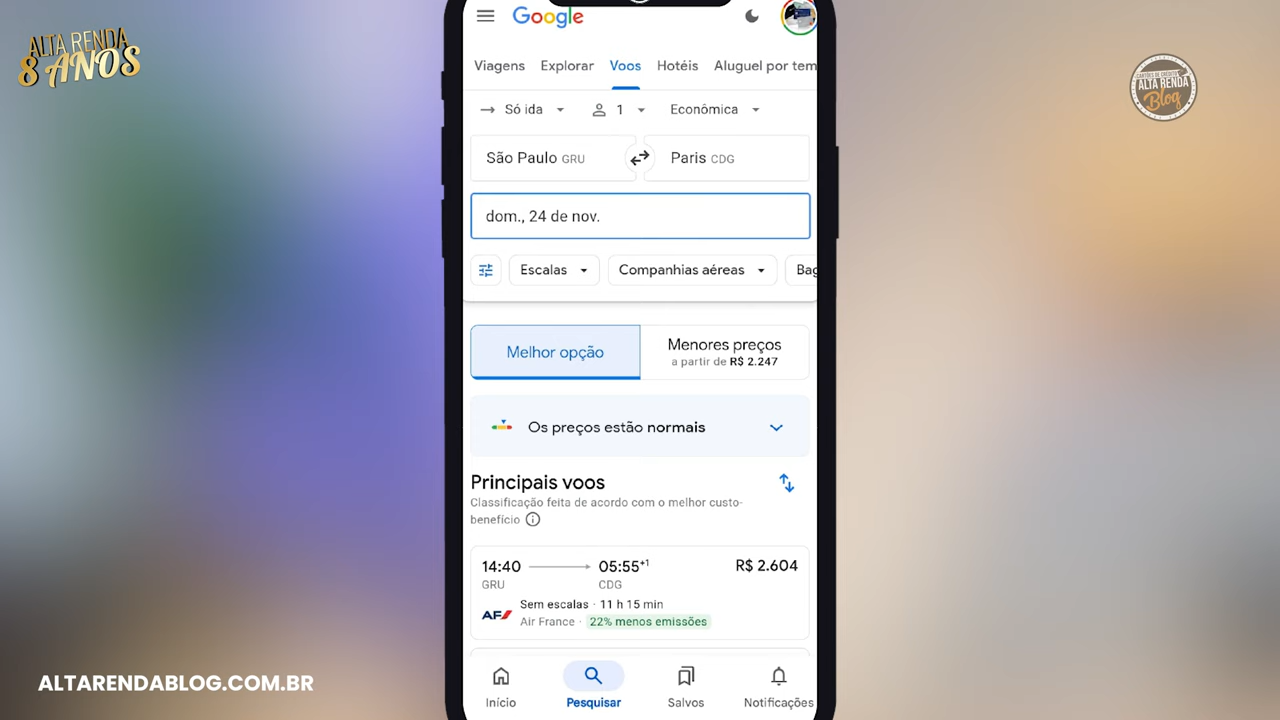 ALTA RENDA
8 ANOS
Google
Viagens Explorar Voos Hotéis Aluguel por tem
Só ida 1 Econômica
São Paulo GRU Paris CDG
dom., 24 de nov.
Escalas Companhias aéreas Bag
Melhor opção
Menores preços
a partir de R$ 2.247
Os preços estão normais
Principais voos
Classificação feita de acordo com o melhor custo-
benefício
14:40 05:55+1 R$ 2.604
GRU CDG
Sem escalas · 11 h 15 min
AF Air France · 22% menos emissões
Início Pesquisar Salvos Notificações
ALTARENDABLOG.COM.BR
CARTÕES DE CRÉDITO
ALTA RENDA
Blog